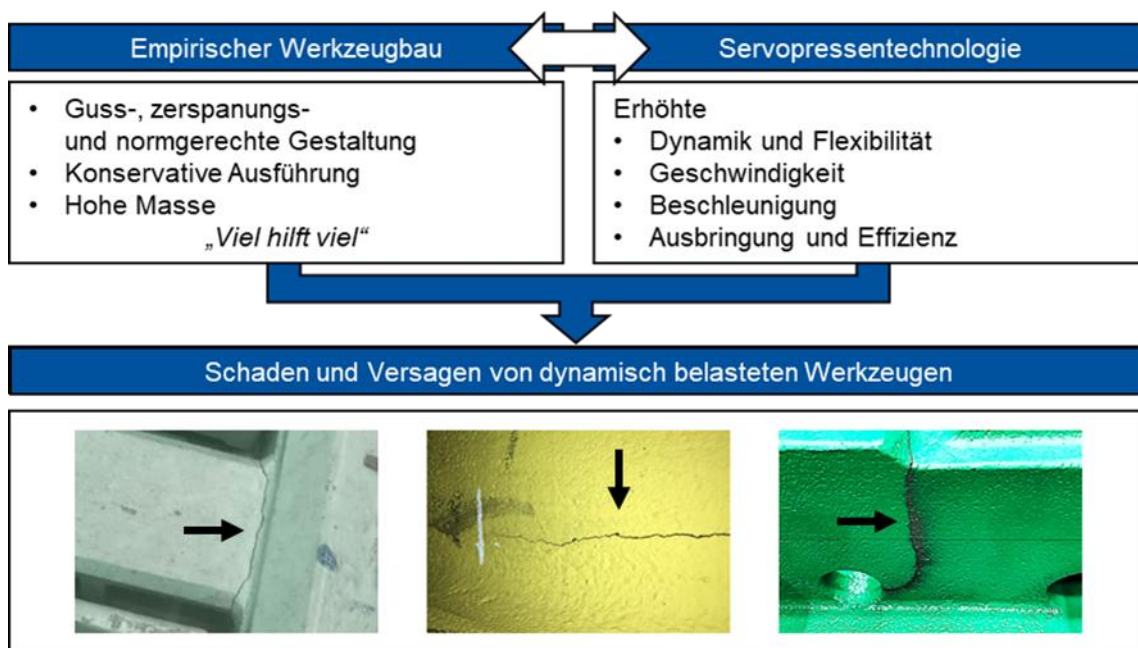 Empirischer Werkzeugbau
• Guss-, zerspanungs-
und normgerechte Gestaltung
• Konservative Ausführung
• Hohe Masse
„Viel hilft viel“
Servopressentechnologie
Erhöhte
• Dynamik und Flexibilität
• Geschwindigkeit
• Beschleunigung
• Ausbringung und Effizienz
Schaden und Versagen von dynamisch belasteten Werkzeugen